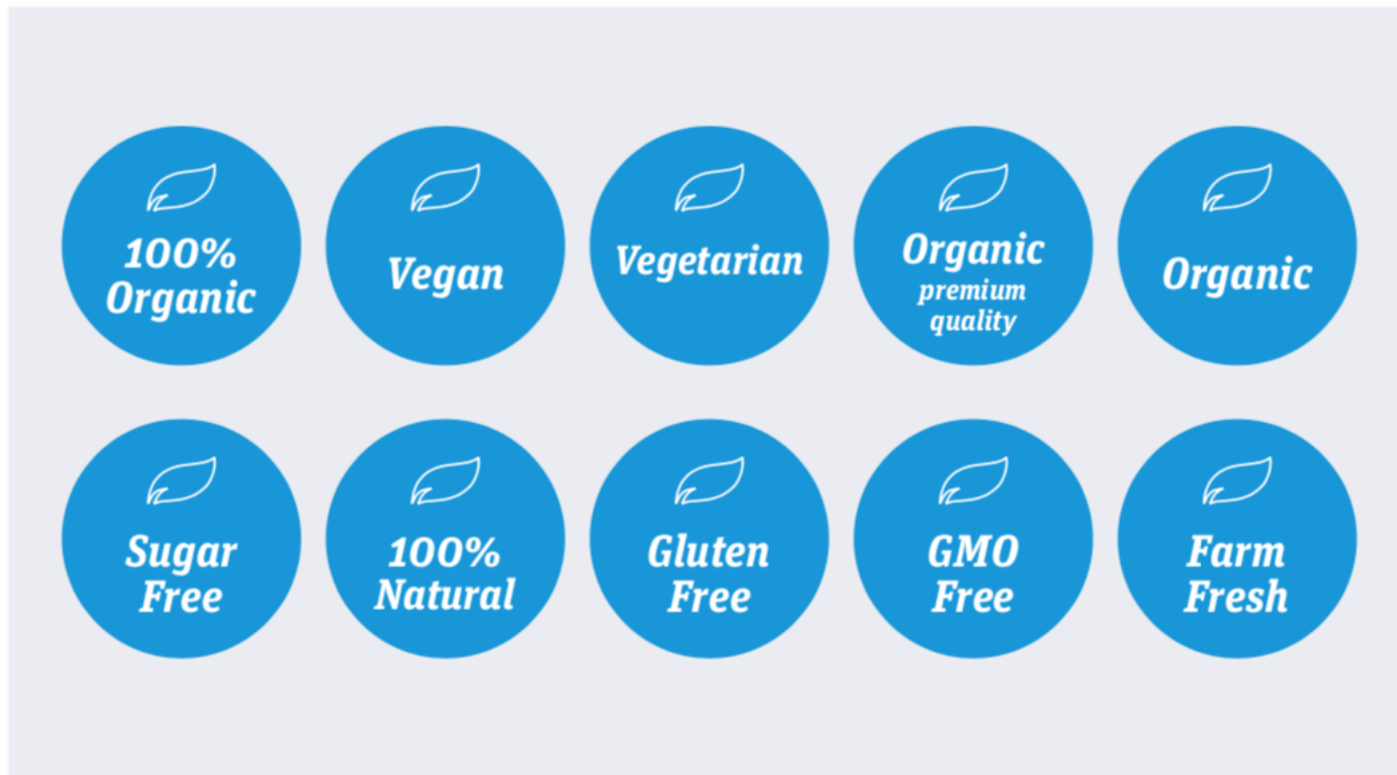 100%
Organic
Vegan
Vegetarian
Organic
premium
quality
Organic
Sugar
Free
100%
Natural
Gluten
Free
GMO
Free
Farm
Fresh